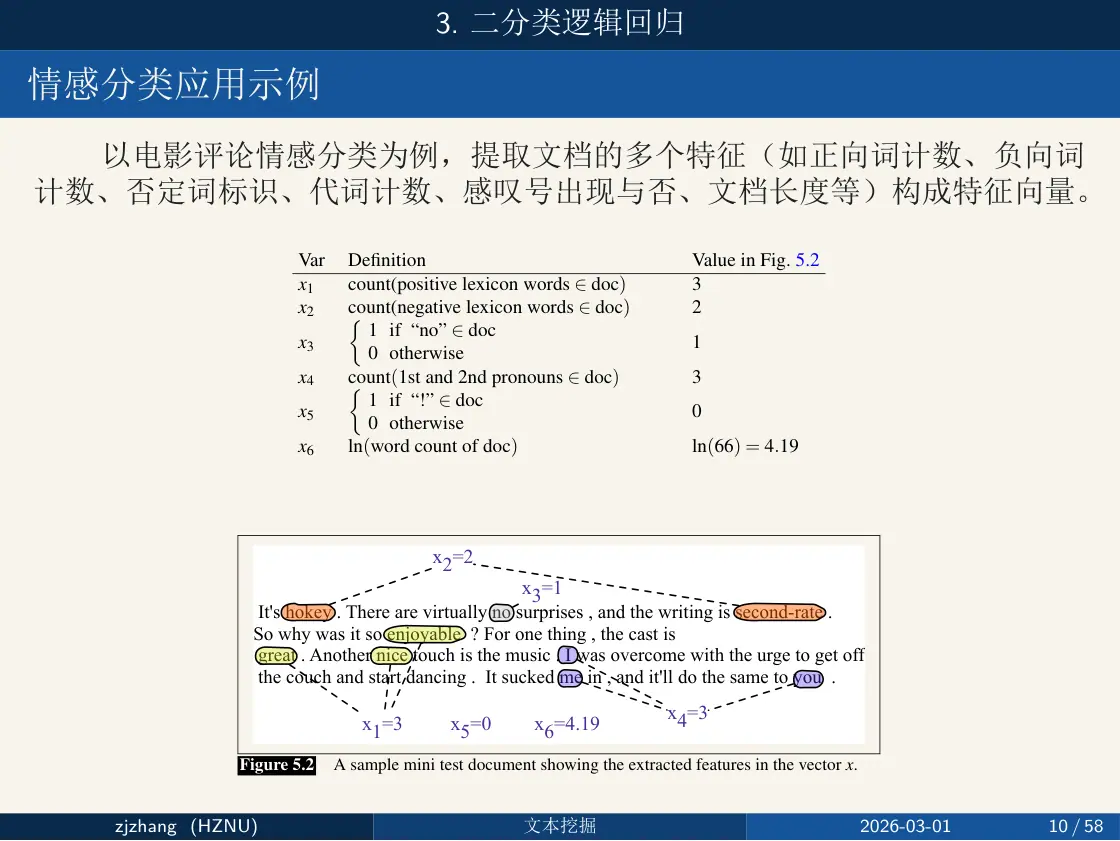 3. 二分类逻辑回归
情感分类应用示例
以电影评论情感分类为例，提取文档的多个特征（如正向词计数、负向词
计数、否定词标识、代词计数、感叹号出现与否、文档长度等）构成特征向量。
Var Definition Value in Fig. 5.2
x1 count(positive lexicon words ∈ doc) 3
x2 count(negative lexicon words ∈ doc) 2
x3 { 1 if “no” ∈ doc
0 otherwise 1
x4 count(1st and 2nd pronouns ∈ doc) 3
x5 { 1 if “!” ∈ doc
0 otherwise 0
x6 ln(word count of doc) ln(66) = 4.19
x2=2
x3=1
It's hokey . There are virtually no surprises , and the writing is second-rate .
So why was it so enjoyable ? For one thing , the cast is
great . Another nice touch is the music . I was overcome with the urge to get off
the couch and start dancing . It sucked me in , and it'll do the same to you .
x1=3 x5=0 x6=4.19 x4=3
Figure 5.2 A sample mini test document showing the extracted features in the vector x.
zjzhang (HZNU) 文本挖掘 2026-03-01 10 / 58